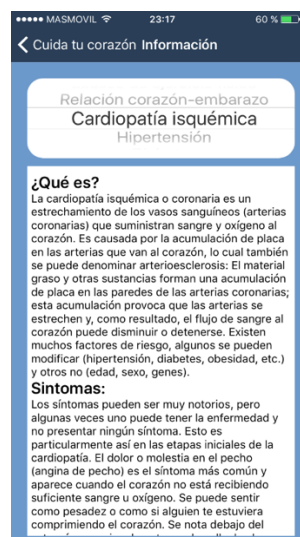 MASMOVIL 23:17 60 %
Cuida tu corazón Información
Relación corazón-embarazo
Cardiopatía isquémica
Hipertensión
¿Qué es?
La cardiopatía isquémica o coronaria es un
estrechamiento de los vasos sanguíneos (arterias
coronarias) que suministran sangre y oxígeno al
corazón. Es causada por la acumulación de placa
en las arterias que van al corazón, lo cual también
se puede denominar arterioesclerosis: El material
graso y otras sustancias forman una acumulación
de placa en las paredes de las arterias coronarias;
esta acumulación provoca que las arterias se
estrechen y, como resultado, el flujo de sangre al
corazón puede disminuir o detenerse. Existen
muchos factores de riesgo, algunos se pueden
modificar (hipertensión, diabetes, obesidad, etc.)
y otros no (edad, sexo, genes).
Sintomas:
Los síntomas pueden ser muy notorios, pero
algunas veces uno puede tener la enfermedad y
no presentar ningún síntoma. Esto es
particularmente así en las etapas iniciales de la
cardiopatía. El dolor o molestia en el pecho
(angina de pecho) es el síntoma más común y
aparece cuando el corazón no está recibiendo
suficiente sangre u oxígeno. Se puede sentir
como pesadez o como si alguien te estuviera
comprimiendo el corazón. Se nota debajo del